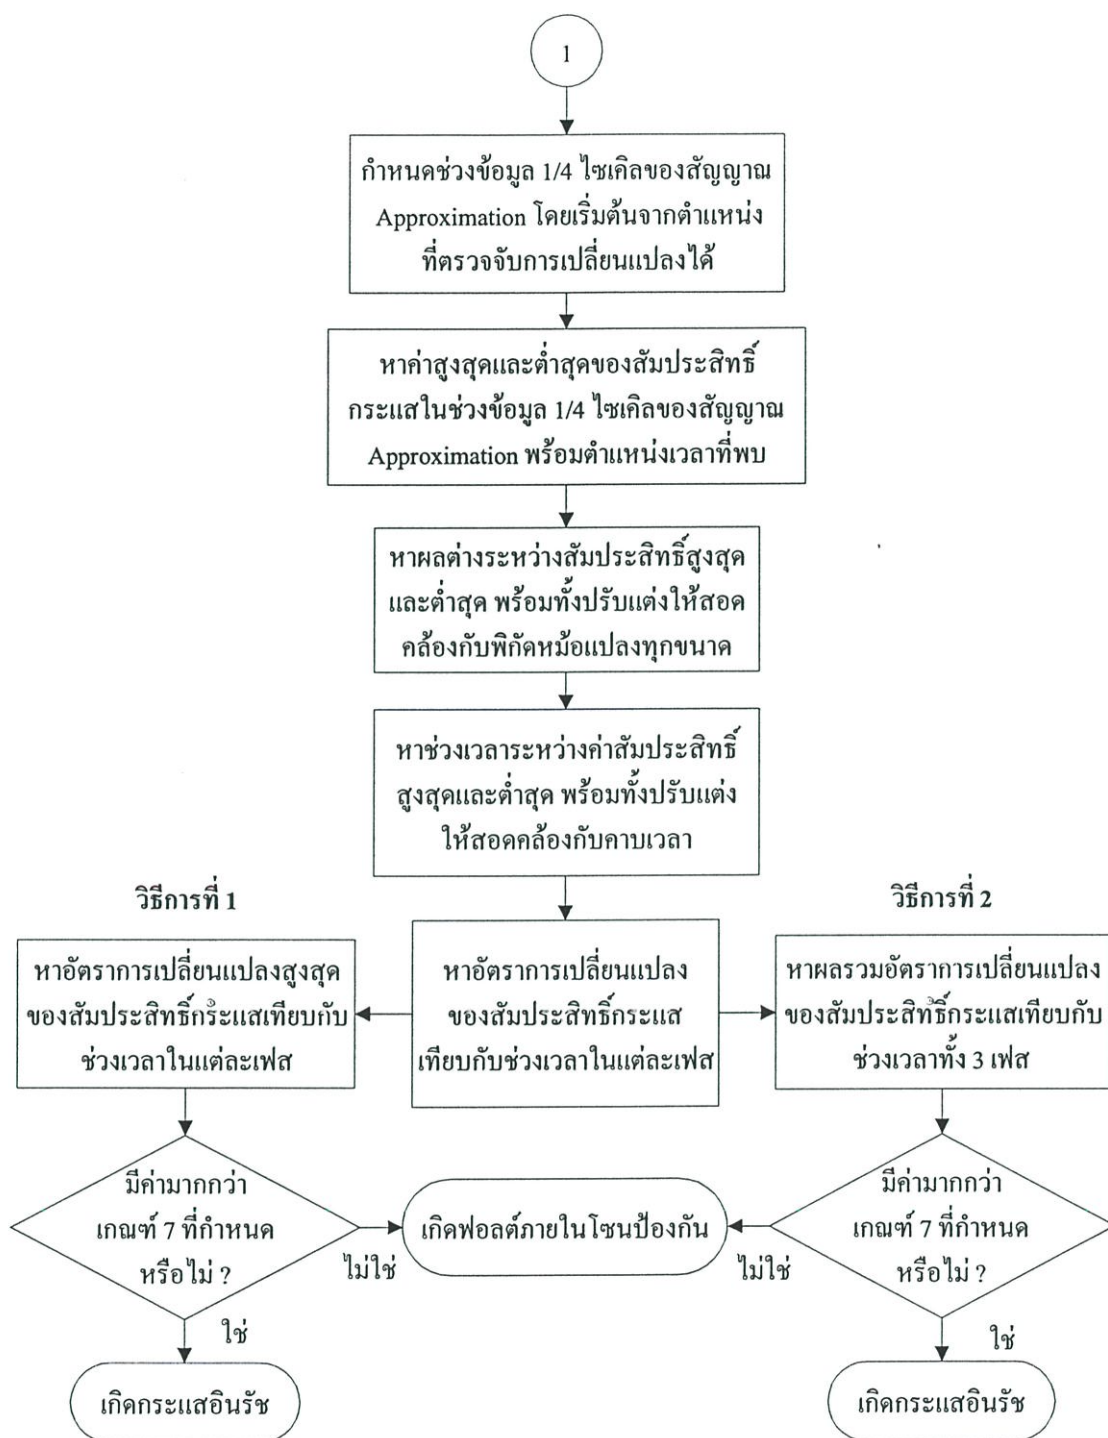 1
กำหนดช่วงข้อมูล 1/4 ไซเคิลของสัญญาณ
Approximation โดยเริ่มต้นจากตำแหน่ง
ที่ตรวจจับการเปลี่ยนแปลงได้
หาค่าสูงสุดและต่ำสุดของสัมประสิทธิ์
กระแสในช่วงข้อมูล 1/4 ไซเคิลของสัญญาณ
Approximation พร้อมตำแหน่งเวลาที่พบ
หาผลต่างระหว่างสัมประสิทธิ์สูงสุด
และต่ำสุด พร้อมทั้งปรับแต่งให้สอด
คล้องกับพิกัดหม้อแปลงทุกขนาด
หาช่วงเวลาระหว่างค่าสัมประสิทธิ์
สูงสุดและต่ำสุด พร้อมทั้งปรับแต่ง
ให้สอดคล้องกับคาบเวลา
วิธีการที่ 1
หาอัตราการเปลี่ยนแปลงสูงสุด
ของสัมประสิทธิ์กระแสเทียบกับ
ช่วงเวลาในแต่ละเฟส
หาอัตราการเปลี่ยนแปลง
ของสัมประสิทธิ์กระแส
เทียบกับช่วงเวลาในแต่ละเฟส
วิธีการที่ 2
หาผลรวมอัตราการเปลี่ยนแปลง
ของสัมประสิทธิ์กระแสเทียบกับ
ช่วงเวลาทั้ง 3 เฟส
มีค่ามากกว่า
เกณฑ์ 7 ที่กำหนด
หรือไม่ ?
ไม่ใช่
เกิดฟอลต์ภายในโซนป้องกัน
ไม่ใช่
มีค่ามากกว่า
เกณฑ์ 7 ที่กำหนด
หรือไม่ ?
ใช่
เกิดกระแสอินรัช
ใช่
เกิดกระแสอินรัช